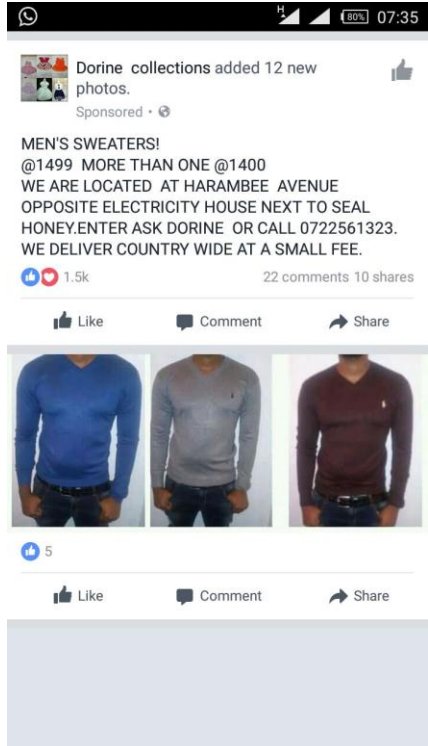 H
80% 07:35
Dorine collections added 12 new
photos.
Sponsored •
MEN'S SWEATERS!
@1499 MORE THAN ONE @1400
WE ARE LOCATED AT HARAMBEE AVENUE
OPPOSITE ELECTRICITY HOUSE NEXT TO SEAL
HONEY.ENTER ASK DORINE OR CALL 0722561323.
WE DELIVER COUNTRY WIDE AT A SMALL FEE.
1.5k 22 comments 10 shares
Like Comment Share
5
Like Comment Share